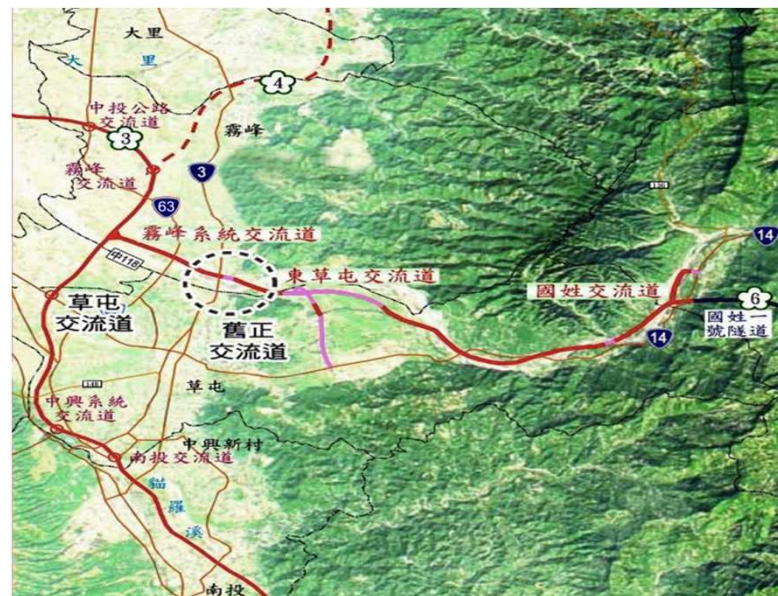 大里
大
里
4
中投公路
交流道
3
霧峰
霧峰
交流道
3
136
63
霧峰系統交流道
14
中118
東草屯交流道
國姓交流道
6
草屯
交流道
舊正
交流道
國姓一
號隧道
14
148
草屯
中興系統
交流道
中興新村
南投交流道
貓
羅
溪
南投